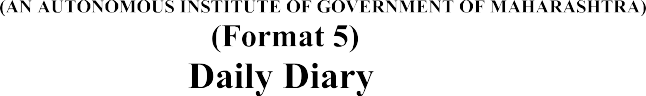 (AN AUTONOMOUS INSTITUTE OF GOVERNMENT OF MAHARASHTRA)
(Format 5)
Daily Diary